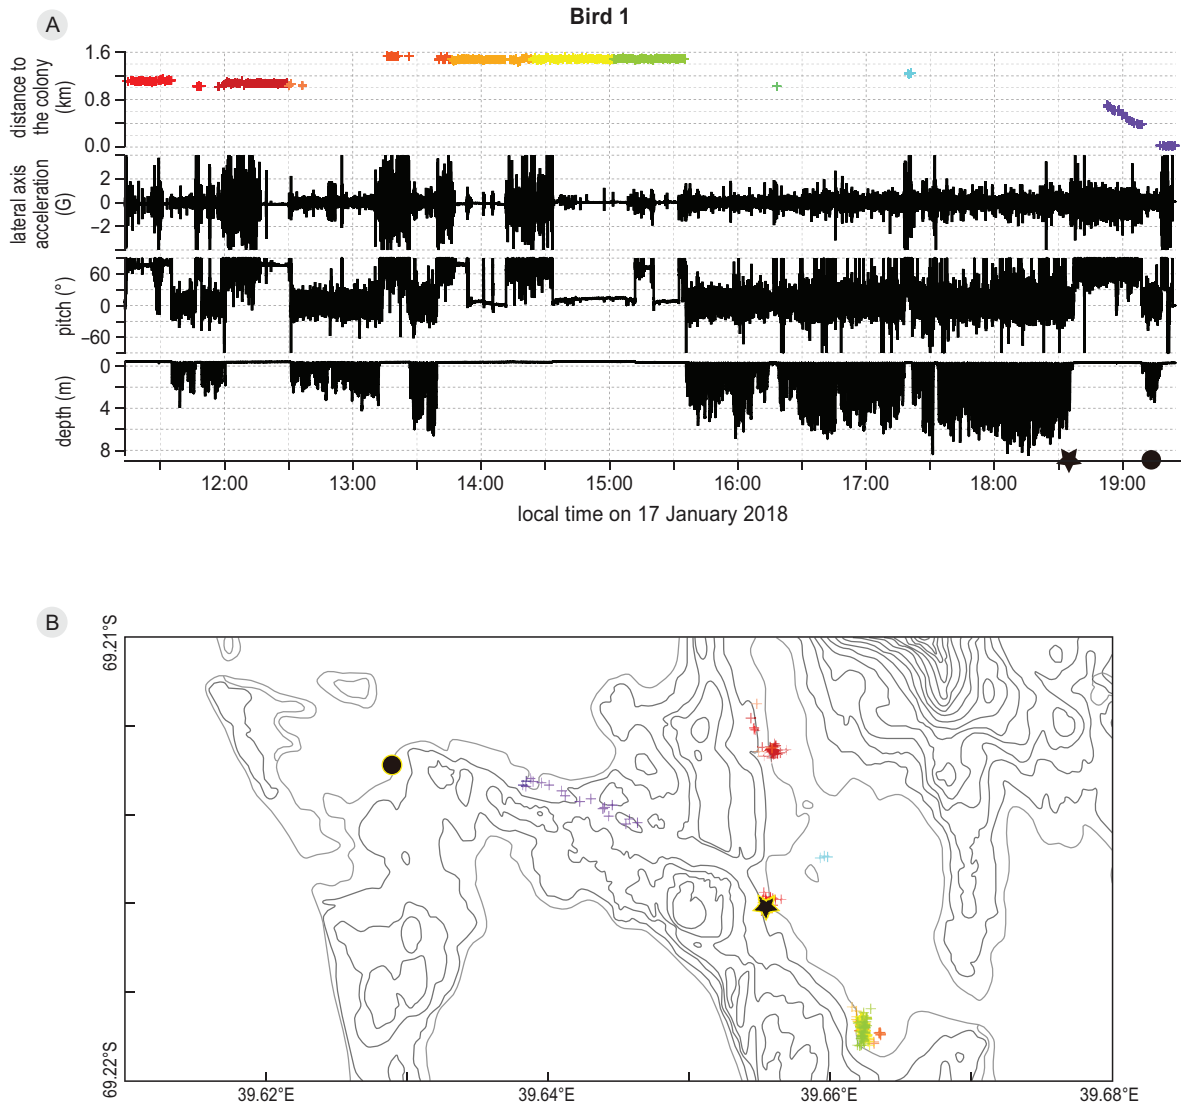 A
Bird 1
distance to
the colony
(km)
1.6
0.8
0.0
lateral axis
acceleration
(G)
2
0
−2
pitch (°)
60
0
−60
depth (m)
0
4
8
12:00 13:00 14:00 15:00 16:00 17:00 18:00 19:00
local time on 17 January 2018
B
69.21°S
69.22°S
39.62°E 39.64°E 39.66°E 39.68°E